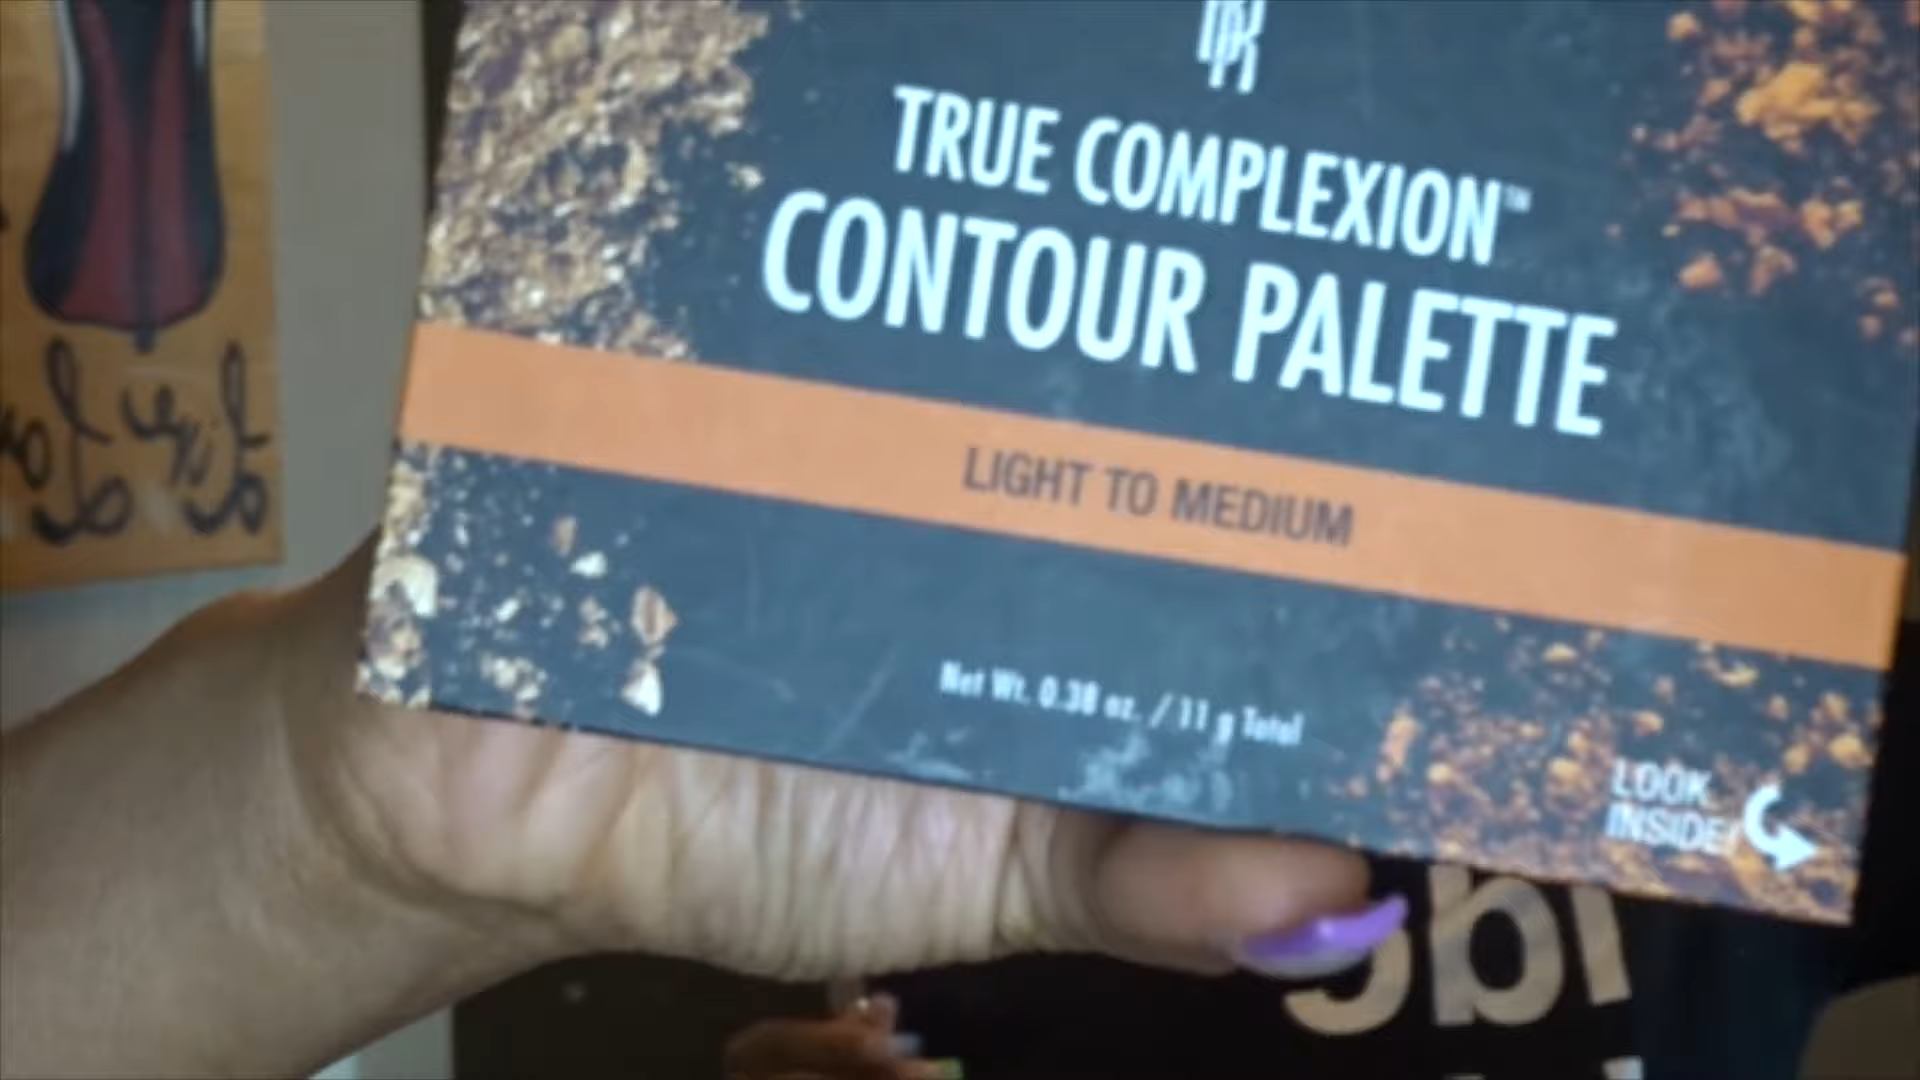 TRUE COMPLEXION™
CONTOUR PALETTE
LIGHT TO MEDIUM
Net Wt. 0.38 oz. / 11 g Total
LOOK
INSIDE!